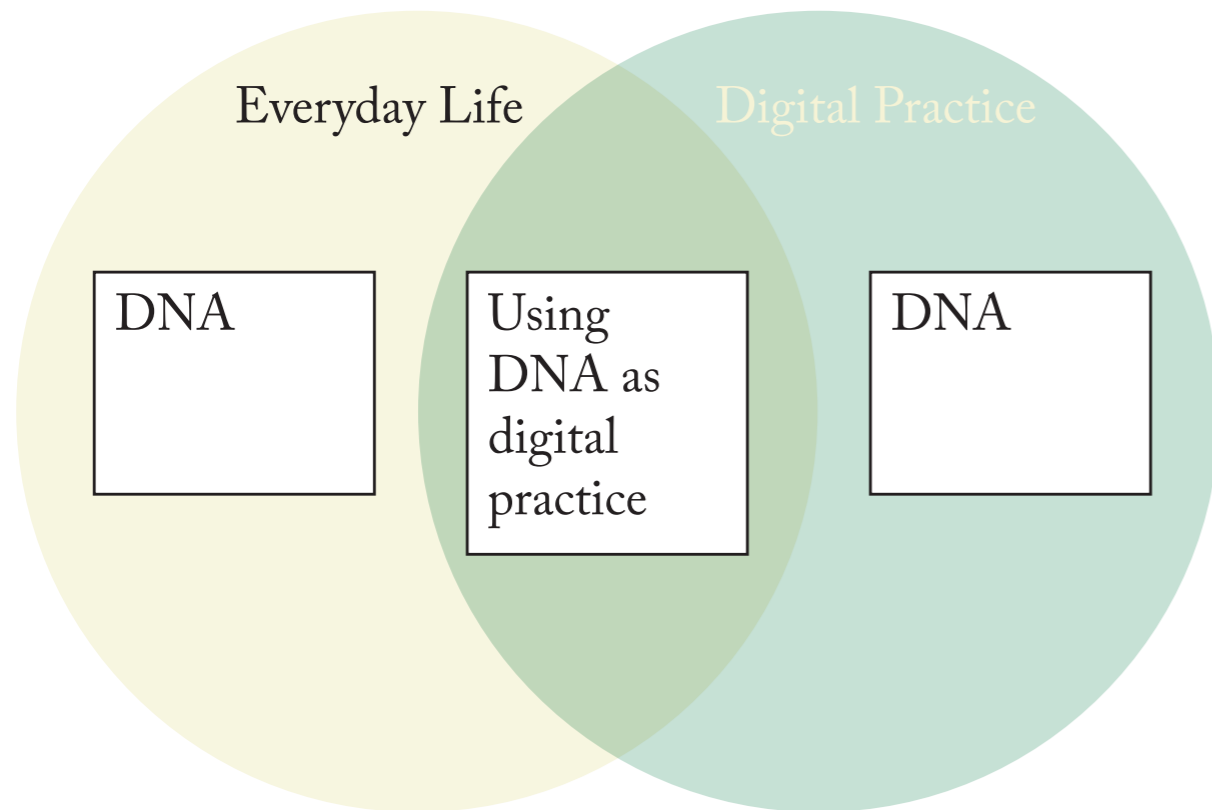 Everyday Life
Digital Practice
DNA
Using
DNA as
digital
practice
DNA